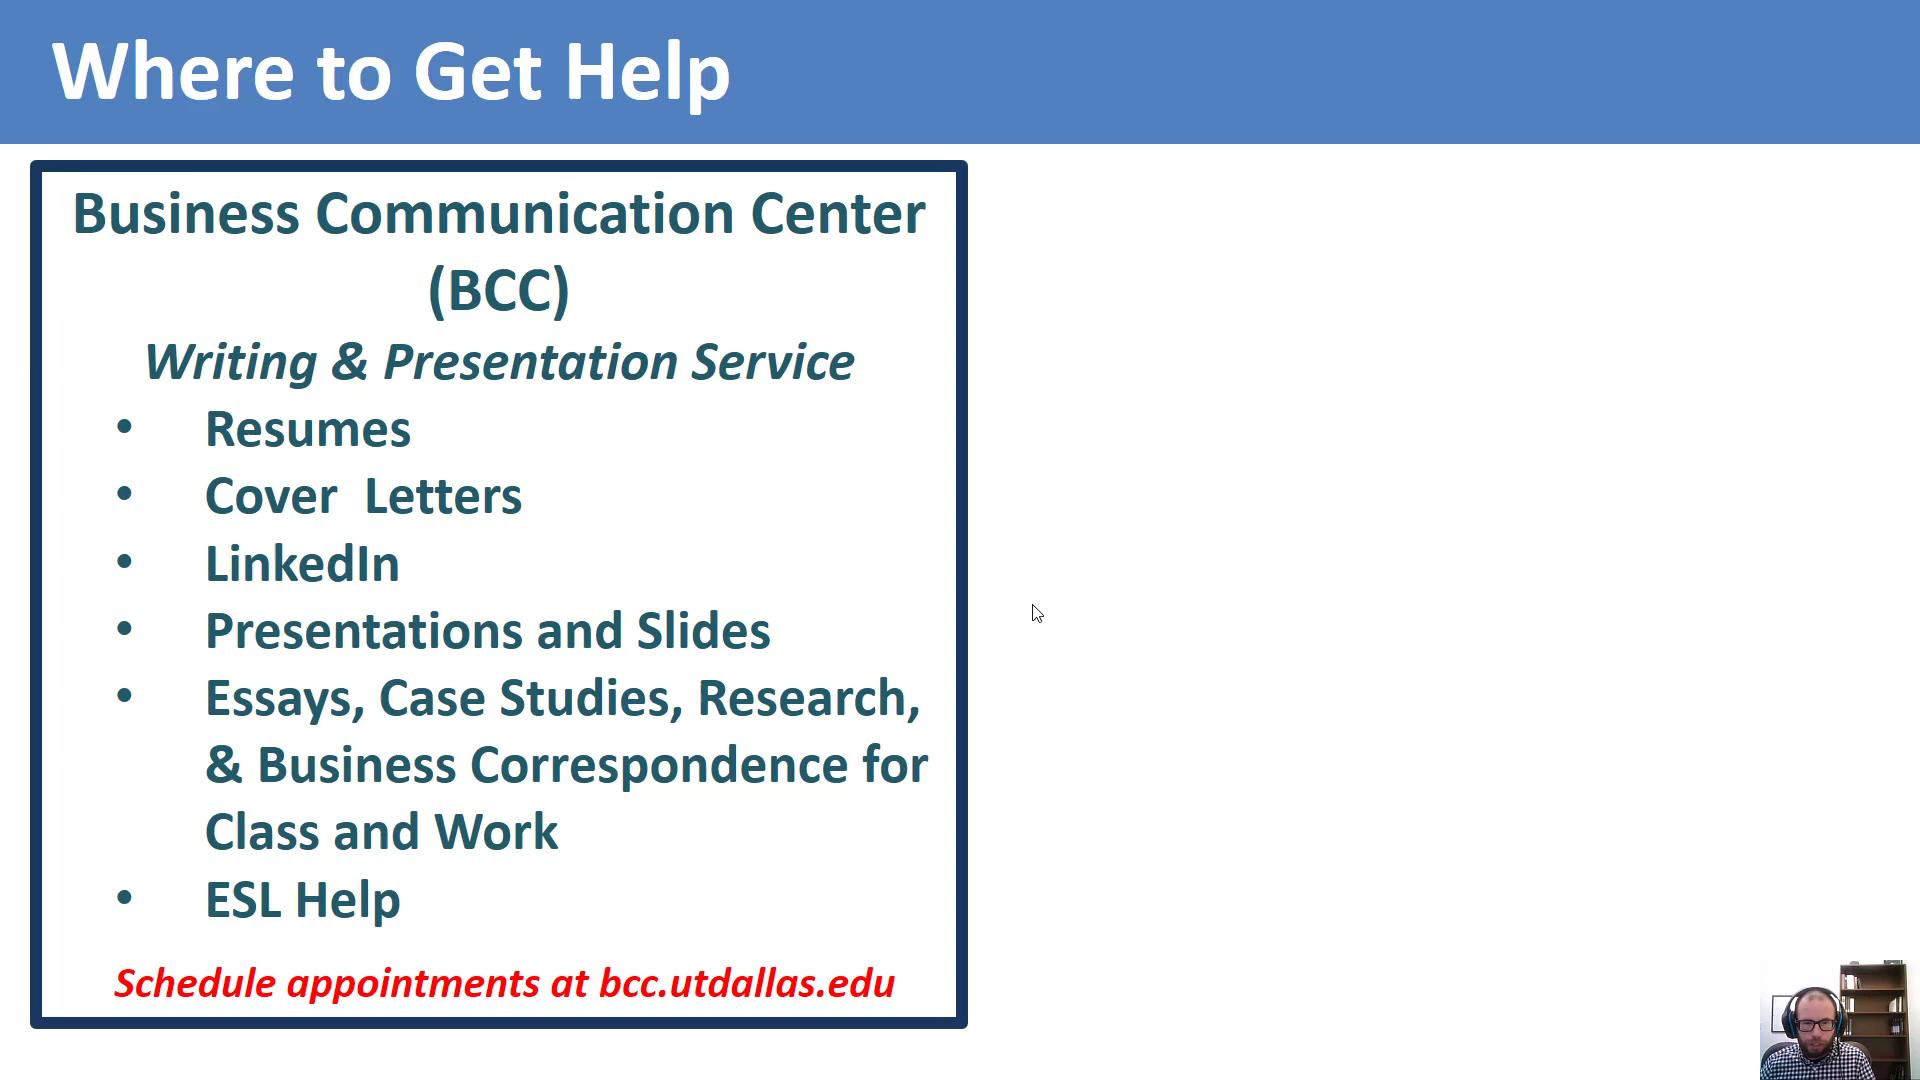 Where to Get Help
Business Communication Center
(BCC)
Writing & Presentation Service
• Resumes
• Cover  Letters
• LinkedIn
• Presentations and Slides
• Essays, Case Studies, Research,
& Business Correspondence for
Class and Work
• ESL Help
Schedule appointments at bcc.utdallas.edu